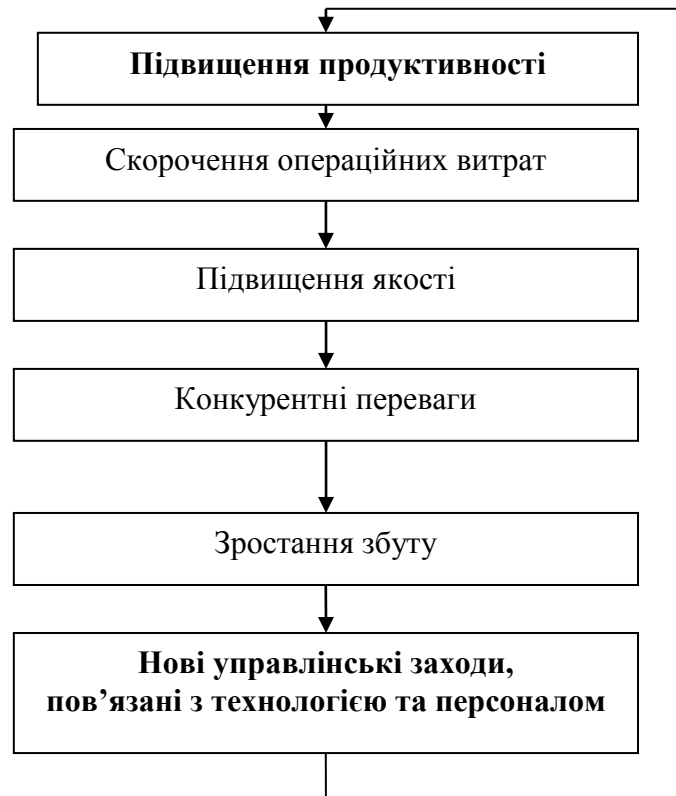 Підвищення продуктивності
Скорочення операційних витрат
Підвищення якості
Конкурентні переваги
Зростання збуту
Нові управлінські заходи,
пов’язані з технологією та персоналом